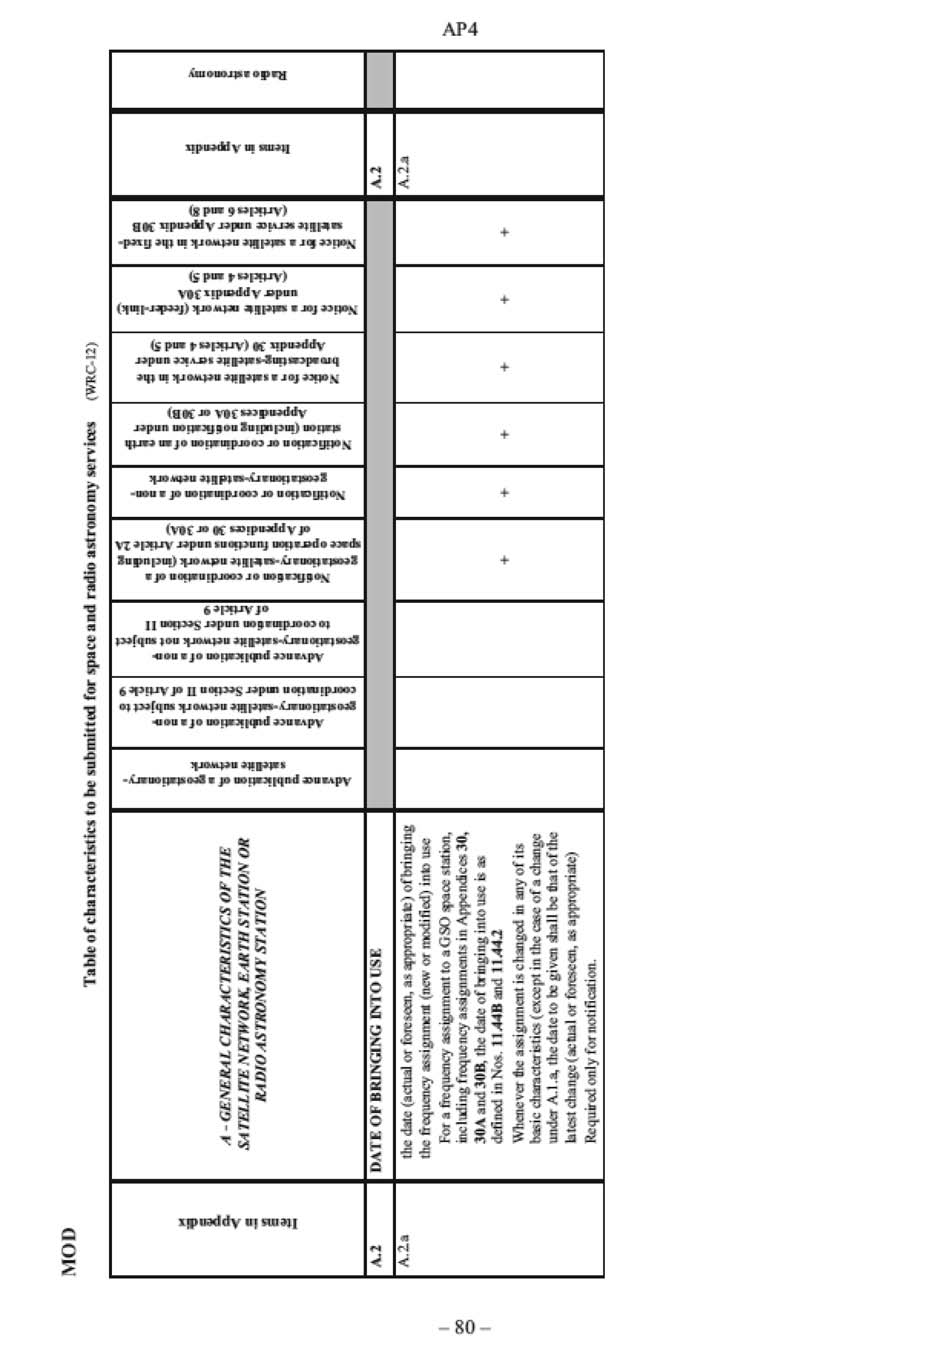 AP4
MOD
Table of characteristics to be submitted for space and radio astronomy services (WRC-12)
Items in Appendix
A – GENERAL CHARACTERISTICS OF THE
SATELLITE NETWORK, EARTH STATION OR
RADIO ASTRONOMY STATION
Advance publication of a geostationary-
satellite network
Advance publication of a non-
geostationary-satellite network subject to
coordination under Section II of Article 9
Advance publication of a non-
geostationary-satellite network not subject
to coordination under Section II
of Article 9
Notification or coordination of a
geostationary-satellite network (including
space operation functions under Article 2A
of Appendices 30 or 30A)
Notification or coordination of a non-
geostationary-satellite network
Notification or coordination of an earth
station (including notification under
Appendices 30A or 30B)
Notice for a satellite network in the
broadcasting-satellite service under
Appendix 30 (Articles 4 and 5)
Notice for a satellite network (feeder-link)
under Appendix 30A
(Articles 4 and 5)
Notice for a satellite network in the fixed-
satellite service under Appendix 30B
(Articles 6 and 8)
Items in Appendix
Radio astronomy
A.2
DATE OF BRINGING INTO USE
A.2
A.2.a
the date (actual or foreseen, as appropriate) of bringing
the frequency assignment (new or modified) into use
For a frequency assignment to a GSO space station,
including frequency assignments in Appendices 30,
30A and 30B, the date of bringing into use is as
defined in Nos. 11.44B and 11.44.2
Whenever the assignment is changed in any of its
basic characteristics (except in the case of a change
under A.1.a, the date to be given shall be that of the
latest change (actual or foreseen, as appropriate)
Required only for notification.
+
+
+
+
+
+
A.2.a
– 80 –